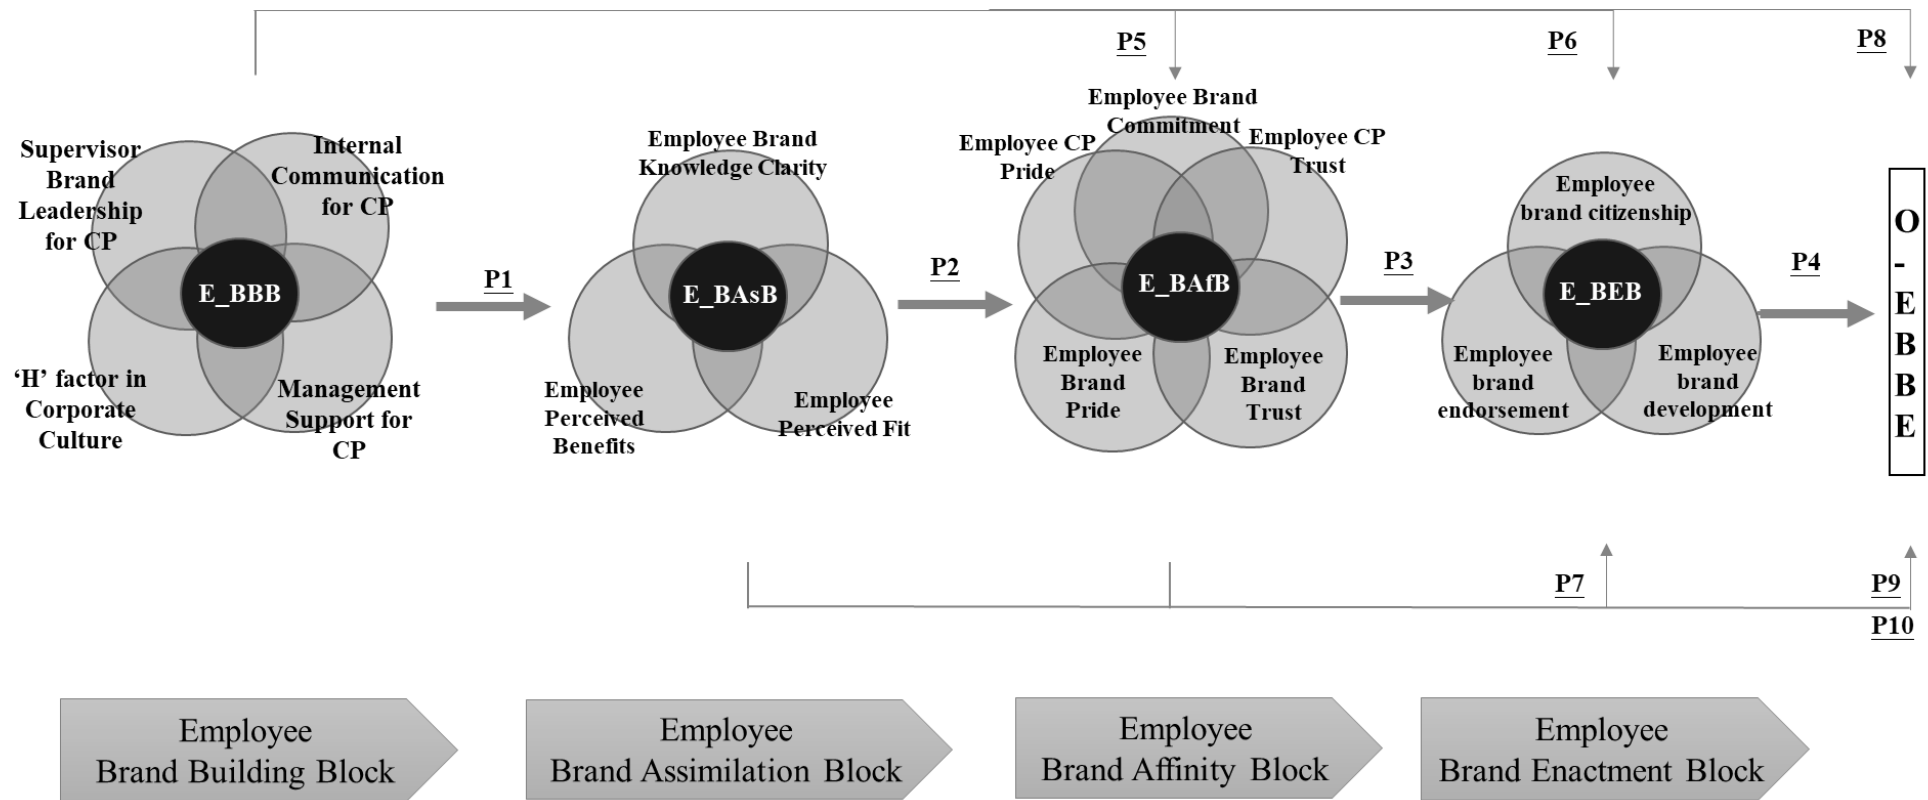 P5
P6
P8
Supervisor
Brand
Leadership
for CP
Internal
Communication
for CP
E_BBB
‘H’ factor in
Corporate
Culture
Management
Support for
CP
P1
Employee Brand
Knowledge Clarity
E_BAsB
Employee
Perceived
Benefits
Employee
Perceived Fit
P2
Employee Brand
Commitment
Employee CP
Pride
Employee CP
Trust
E_BAfB
Employee
Brand
Pride
Employee
Brand
Trust
P3
Employee
brand citizenship
E_BEB
Employee
brand
endorsement
Employee
brand
development
P4
O
-
E
B
B
E
P7
P9
P10
Employee
Brand Building Block
Employee
Brand Assimilation Block
Employee
Brand Affinity Block
Employee
Brand Enactment Block